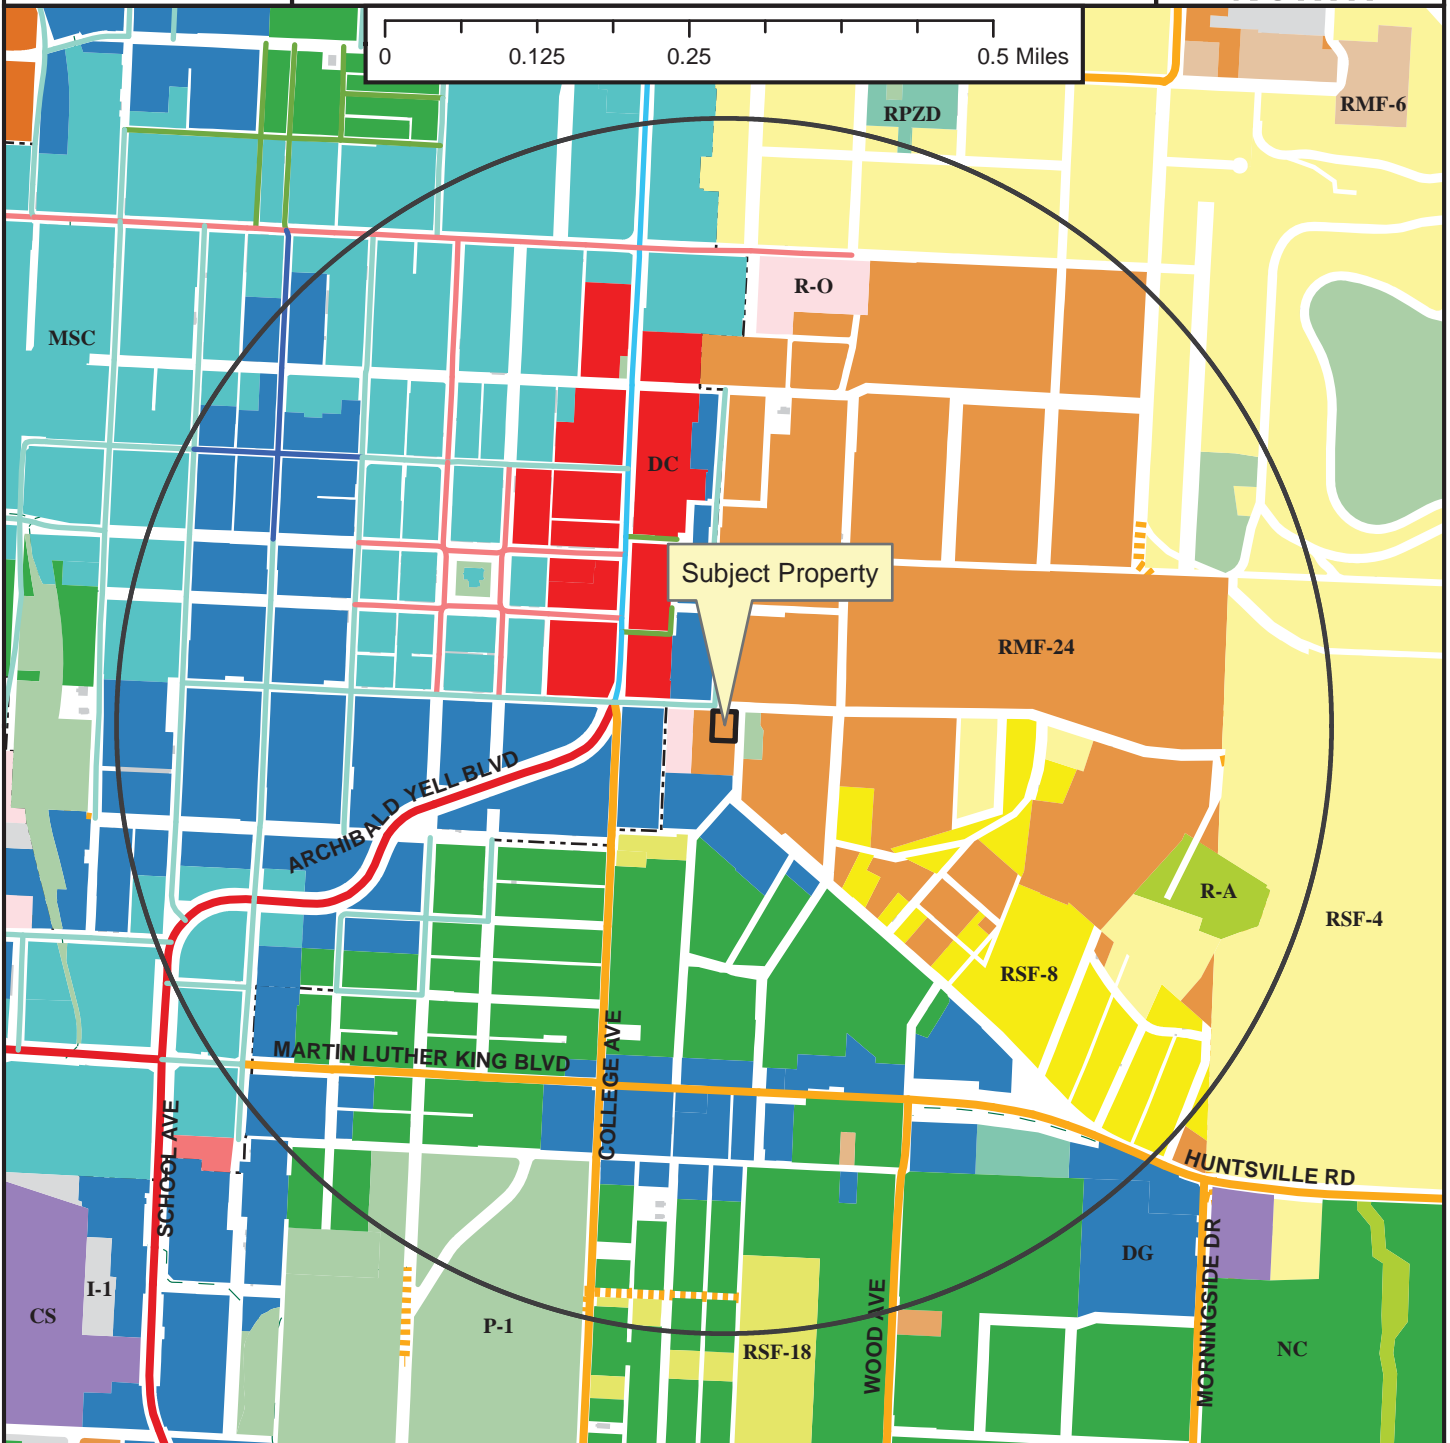 0 0.125 0.25 0.5 Miles
RMF-6
RPZD
R-O
MSC
DC
Subject Property
RMF-24
ARCHIBALD YELL BLVD
R-A
RSF-4
RSF-8
MARTIN LUTHER KING BLVD
COLLEGE AVE
SCHOOL AVE
HUNTSVILLE RD
DG
MORNINGSIDE DR
I-1
CS
P-1
WOOD AVE
RSF-18
NC